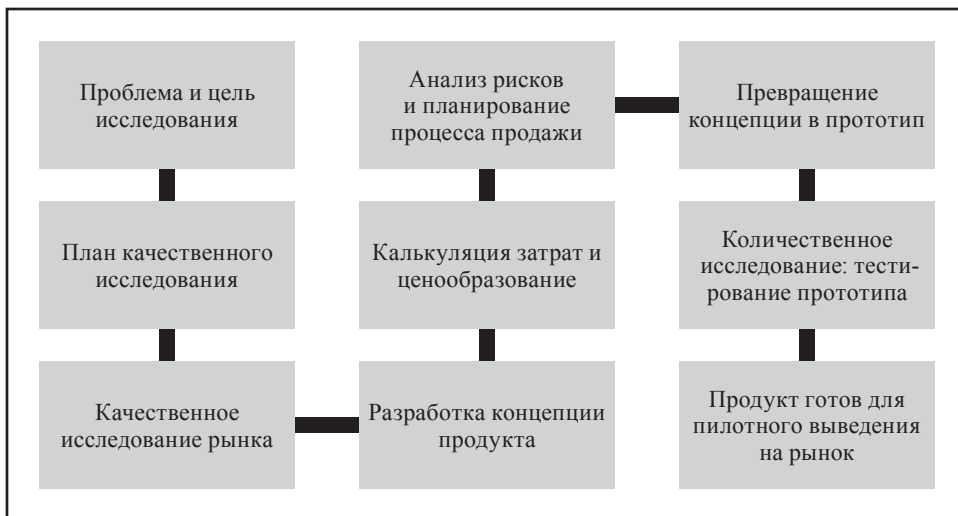 Проблема и цель
исследования
План качественного
исследования
Качественное
исследование рынка
Разработка концепции
продукта
Калькуляция затрат и
ценообразование
Анализ рисков
и планирование
процесса продажи
Превращение
концепции в прототип
Количественное
исследование: тести-
рование прототипа
Продукт готов для
пилотного выведения
на рынок